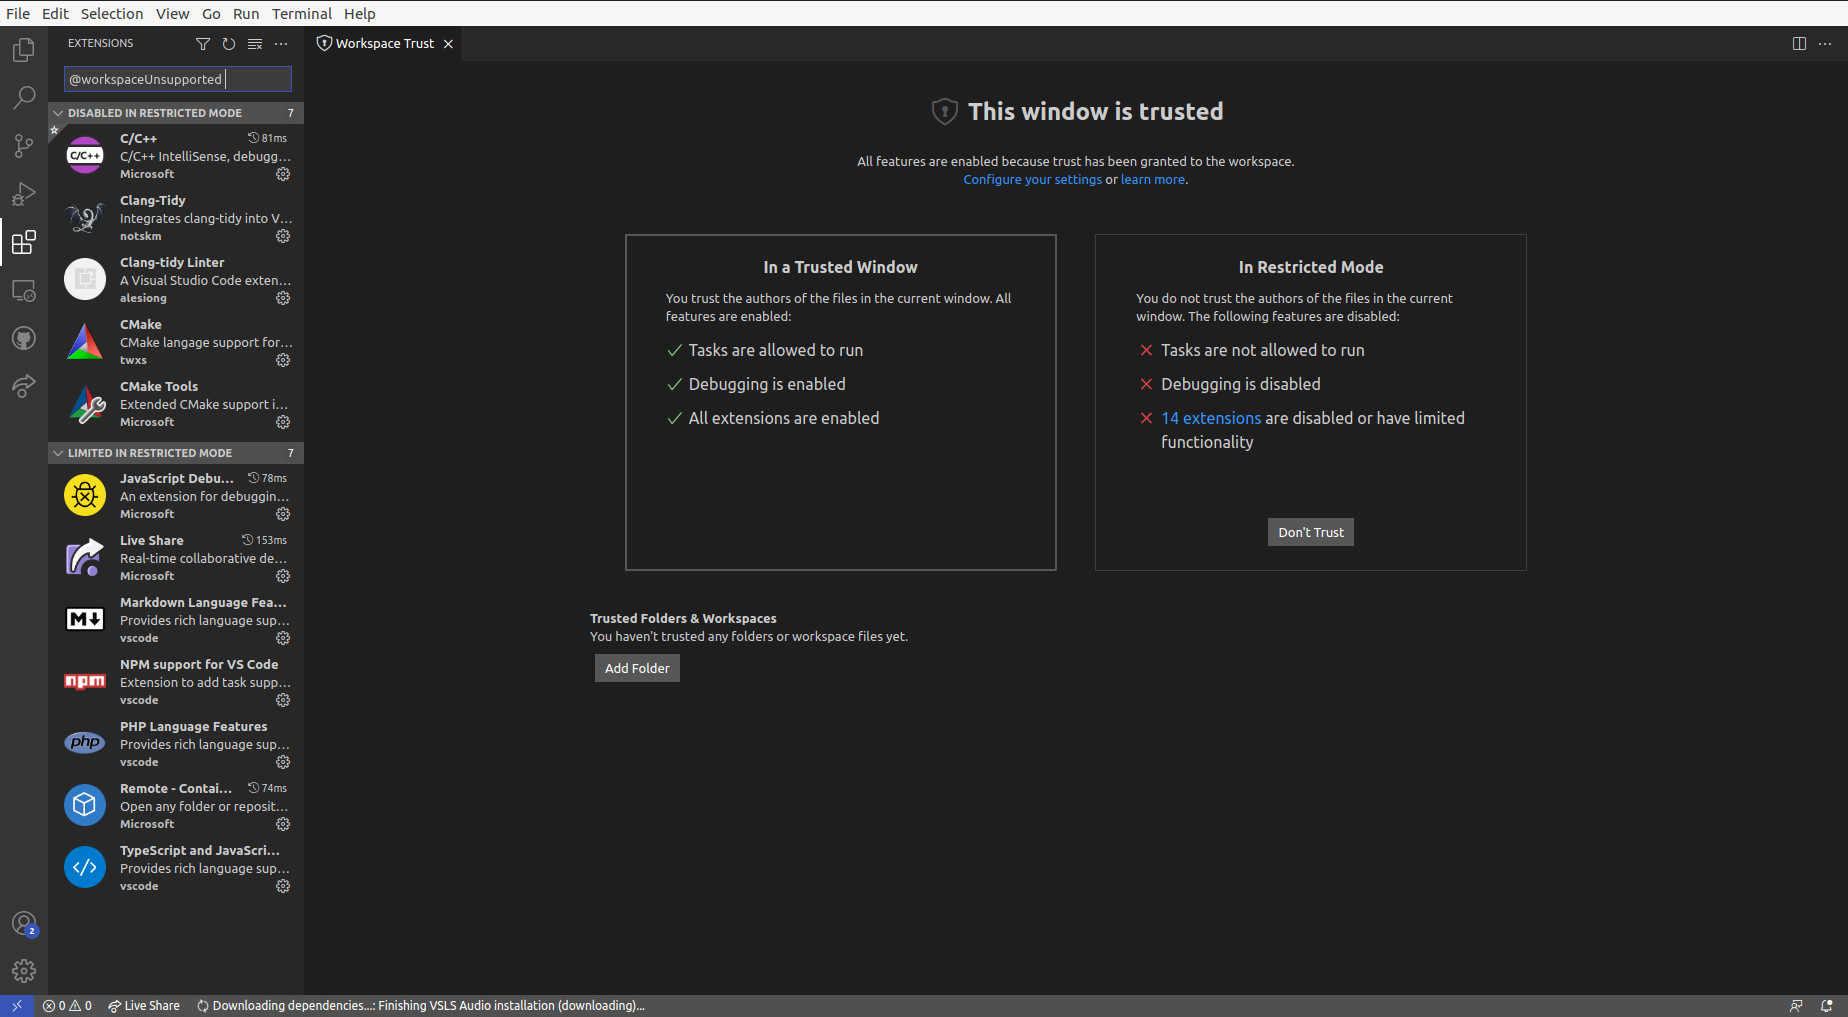 File Edit Selection View Go Run Terminal Help
EXTENSIONS
@workspaceUnsupported
DISABLED IN RESTRICTED MODE 7
C/C++ 81ms
C/C++
C/C++ IntelliSense, debugg...
Microsoft
Clang-Tidy
Integrates clang-tidy into V...
notskm
Clang-tidy Linter
A Visual Studio Code exten...
alesiong
CMake
CMake langage support for...
twxs
CMake Tools
Extended CMake support i...
Microsoft
LIMITED IN RESTRICTED MODE 7
JavaScript Debu... 78ms
An extension for debuggin...
Microsoft
Live Share 153ms
Real-time collaborative de...
Microsoft
Markdown Language Fea...
M
Provides rich language sup...
vscode
NPM support for VS Code
npm
Extension to add task supp...
vscode
PHP Language Features
php
Provides rich language sup...
vscode
Remote - Contai... 74ms
Open any folder or reposit...
Microsoft
TypeScript and JavaScri...
</>
Provides rich language sup...
vscode
2
Workspace Trust
This window is trusted
All features are enabled because trust has been granted to the workspace.
Configure your settings or learn more.
In a Trusted Window
You trust the authors of the files in the current window. All
features are enabled:
Tasks are allowed to run
Debugging is enabled
All extensions are enabled
In Restricted Mode
You do not trust the authors of the files in the current
window. The following features are disabled:
Tasks are not allowed to run
Debugging is disabled
14 extensions are disabled or have limited
functionality
Don't Trust
Trusted Folders & Workspaces
You haven't trusted any folders or workspace files yet.
Add Folder
0 0 Live Share Downloading dependencies...: Finishing VSLS Audio installation (downloading)...